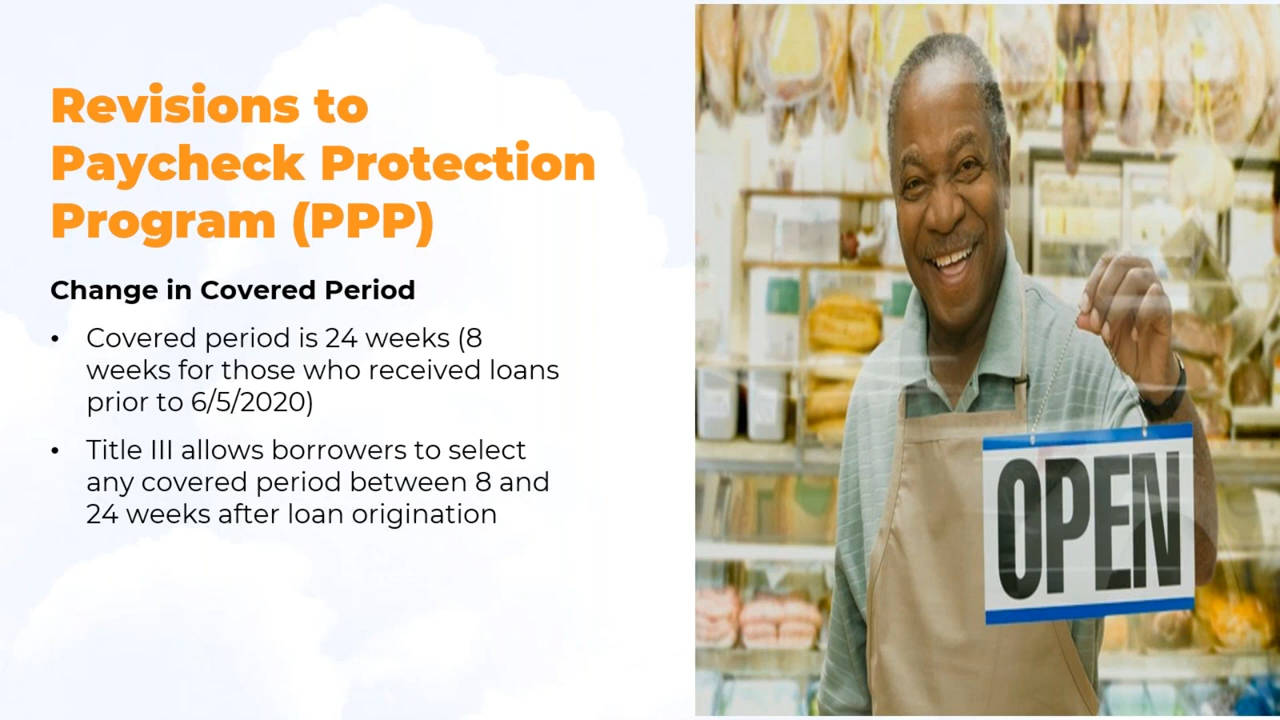 Revisions to
Paycheck Protection
Program (PPP)
Change in Covered Period
• Covered period is 24 weeks (8
weeks for those who received loans
prior to 6/5/2020)
• Title III allows borrowers to select
any covered period between 8 and
24 weeks after loan origination
OPEN